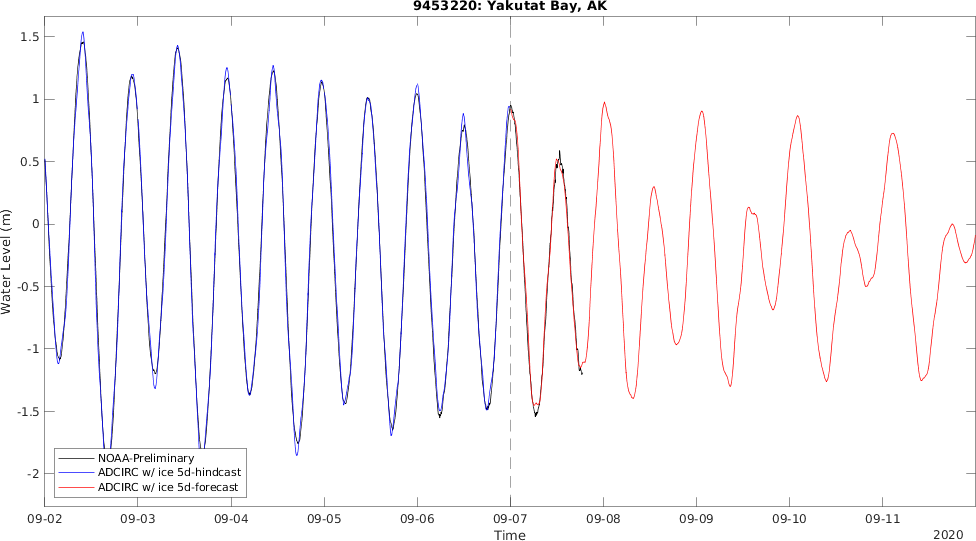 9453220: Yakutat Bay, AK
Water Level (m)
1.5
1
0.5
0
-0.5
-1
-1.5
-2
NOAA-Preliminary
ADCIRC w/ ice 5d-hindcast
ADCIRC w/ ice 5d-forecast
09-02 09-03 09-04 09-05 09-06 09-07 09-08 09-09 09-10 09-11
Time
2020